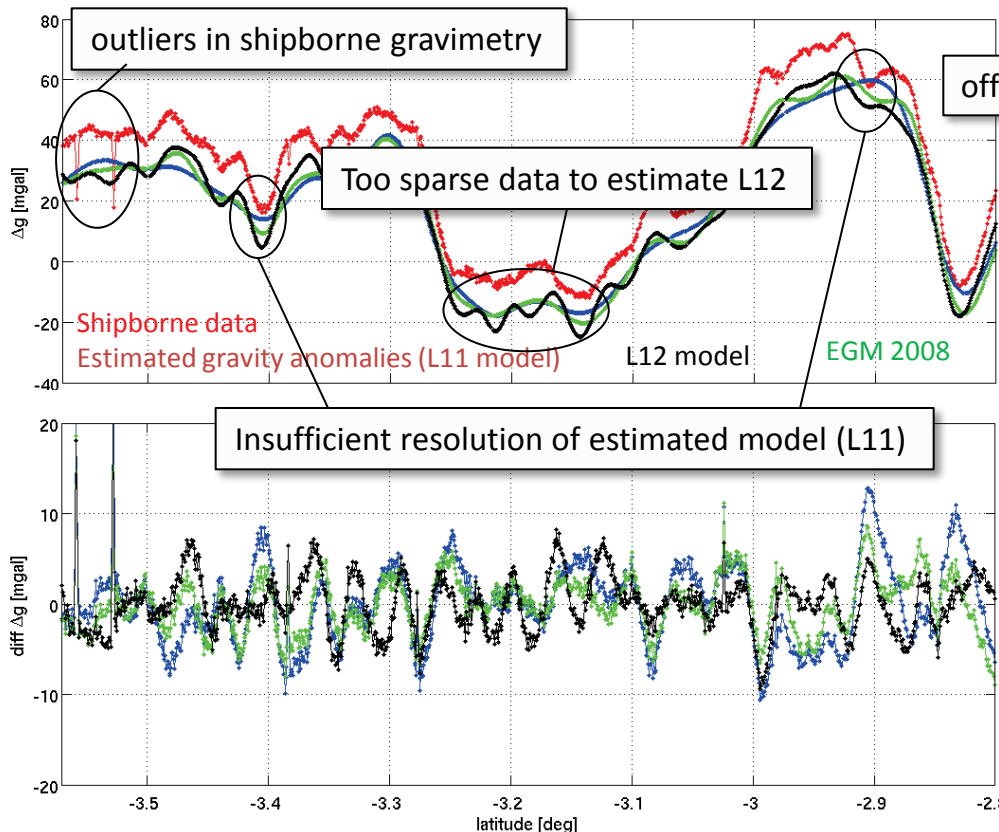 80
outliers in shipborne gravimetry
60
off
40
Too sparse data to estimate L12
20
0
-20
-40
Δg [mgal]
Shipborne data
Estimated gravity anomalies (L11 model)
L12 model
EGM 2008
Insufficient resolution of estimated model (L11)
20
10
0
-10
-20
diff Δg [mgal]
-3.5
-3.4
-3.3
-3.2
-3.1
-3
-2.9
latitude [deg]